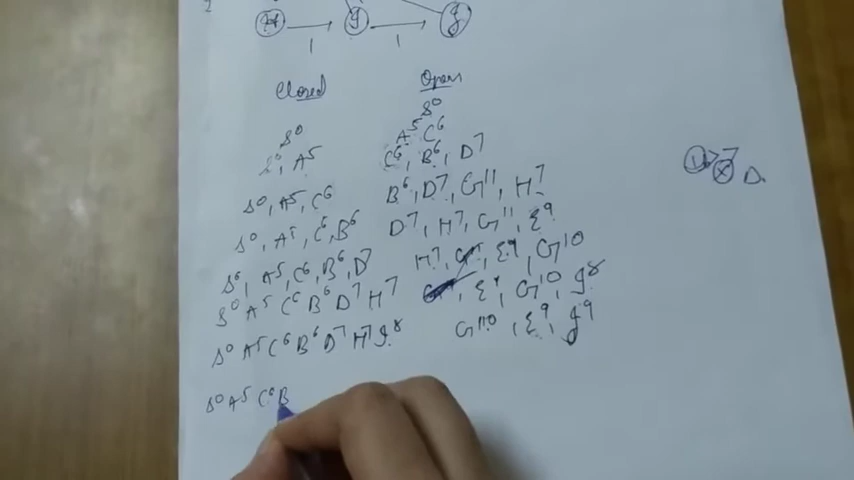 H g j
1 1
Closed Open
S⁰
S⁰ A⁵ C⁶
S⁰, A⁵ C⁶, B⁶, D⁷
S⁰, A⁵, C⁶ B⁶, D⁷, G¹¹, H⁷
S⁰, A⁵, C⁶, B⁶ D⁷, H⁷, G¹¹, E⁹
S⁰, A⁵, C⁶, B⁶, D⁷ H⁷, E⁹, G¹⁰
S⁰ A⁵ C⁶ B⁶ D⁷ H⁷ E⁹, G¹⁰, g⁸
S⁰ A⁵ C⁶ B⁶ D⁷ H⁷ g⁸ G¹⁰, E⁹, j⁹
S⁰ A⁵ C⁶ B